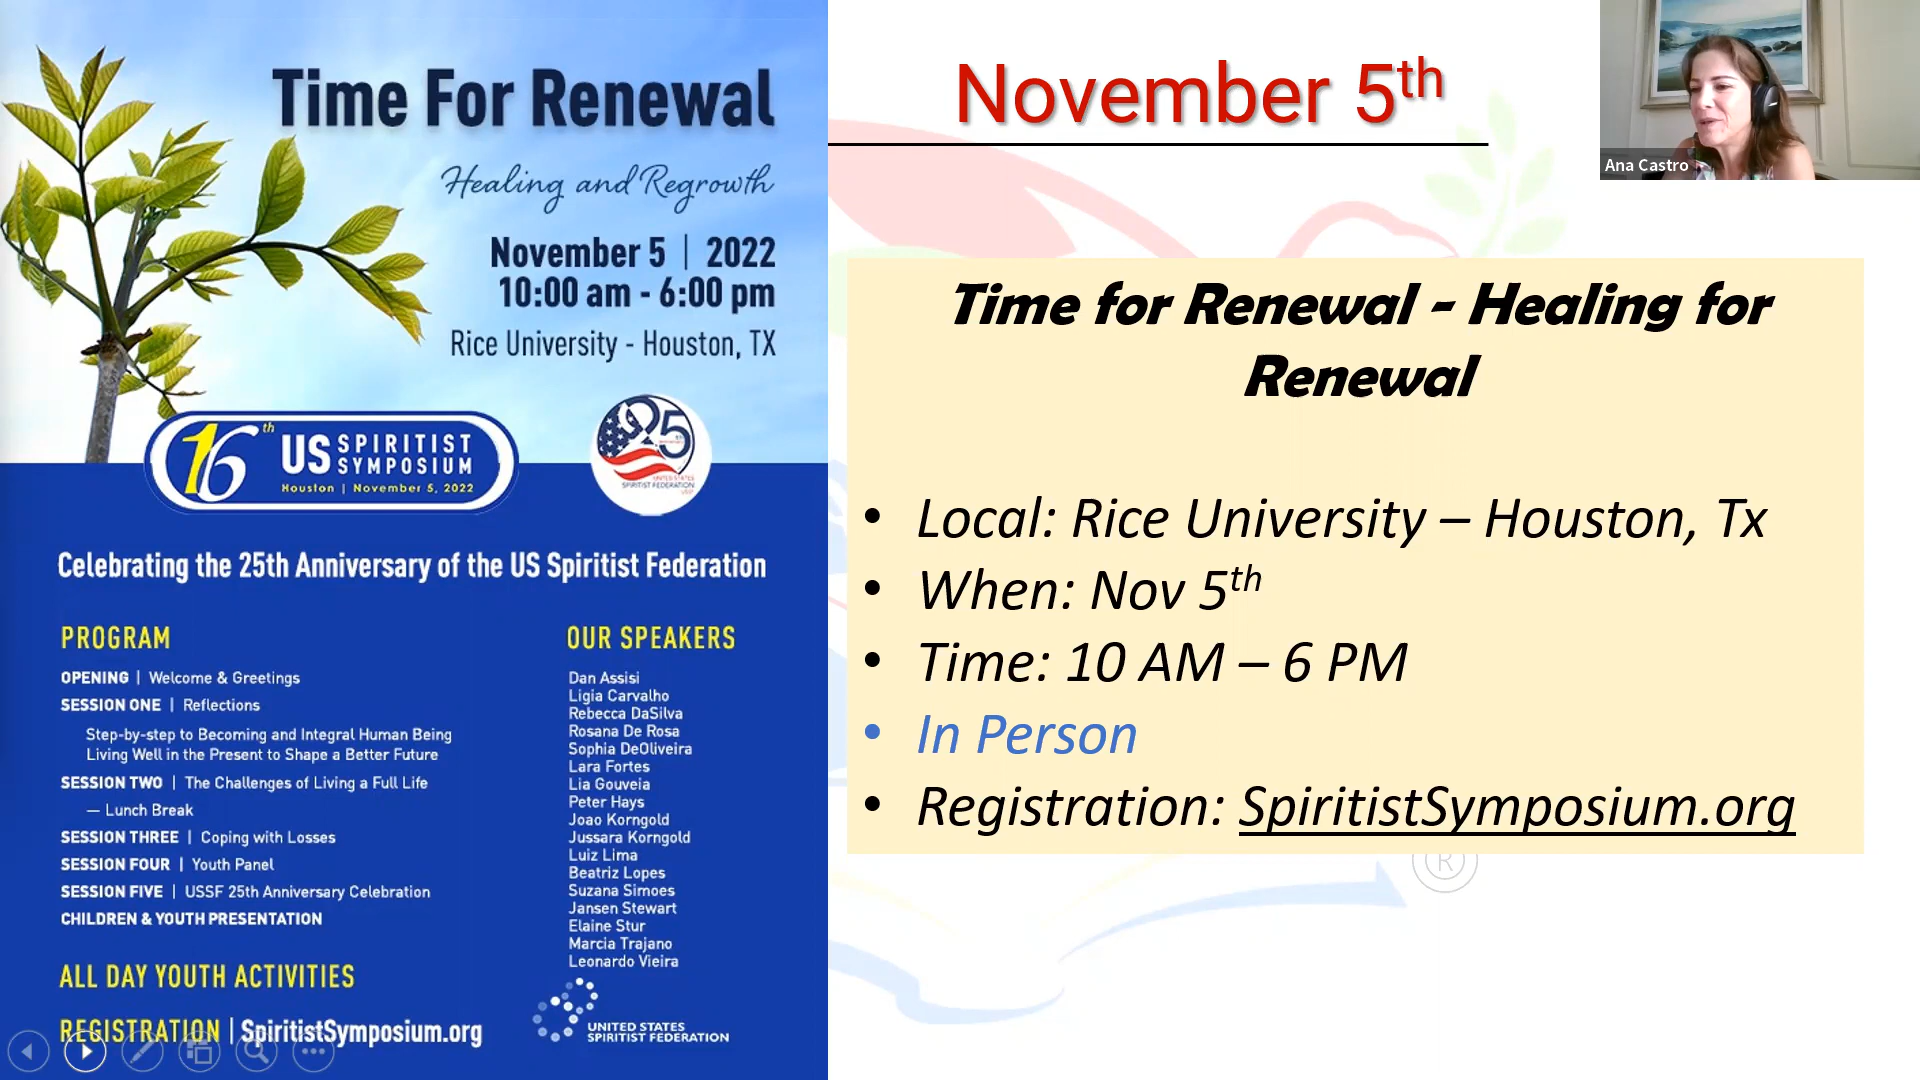 Time For Renewal
Healing and Regrowth
November 5 | 2022
10:00 am - 6:00 pm
Rice University - Houston, TX
16th US SPIRITIST SYMPOSIUM
Houston | November 5, 2022
25
UNITED STATES
SPIRITIST FEDERATION
Celebrating the 25th Anniversary of the US Spiritist Federation
PROGRAM
OPENING | Welcome & Greetings
SESSION ONE | Reflections
Step-by-step to Becoming and Integral Human Being
Living Well in the Present to Shape a Better Future
SESSION TWO | The Challenges of Living a Full Life
— Lunch Break
SESSION THREE | Coping with Losses
SESSION FOUR | Youth Panel
SESSION FIVE | USSF 25th Anniversary Celebration
CHILDREN & YOUTH PRESENTATION
ALL DAY YOUTH ACTIVITIES
REGISTRATION | SpiritistSymposium.org
OUR SPEAKERS
Dan Assisi
Ligia Carvalho
Rebecca DaSilva
Rosana De Rosa
Sophia DeOliveira
Lara Fortes
Lia Gouveia
Peter Hays
Joao Korngold
Jussara Korngold
Luiz Lima
Beatriz Lopes
Suzana Simoes
Jansen Stewart
Elaine Stur
Marcia Trajano
Leonardo Vieira
UNITED STATES
SPIRITIST FEDERATION
November 5th
Time for Renewal - Healing for
Renewal
• Local: Rice University – Houston, Tx
• When: Nov 5th
• Time: 10 AM – 6 PM
• In Person
• Registration: SpiritistSymposium.org
®
Ana Castro